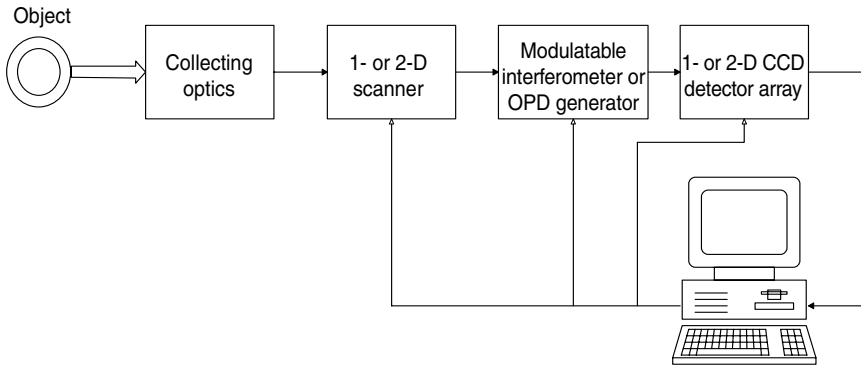 Object
Collecting
optics
1- or 2-D
scanner
Modulatable
interferometer or
OPD generator
1- or 2-D CCD
detector array